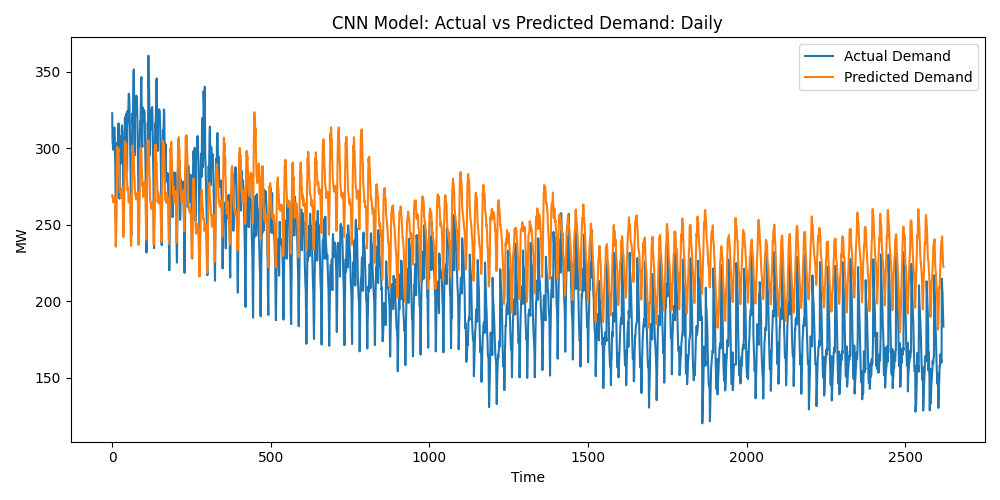 CNN Model: Actual vs Predicted Demand: Daily
Actual Demand
Predicted Demand
MW
350
300
250
200
150
0
500
1000
1500
2000
2500
Time